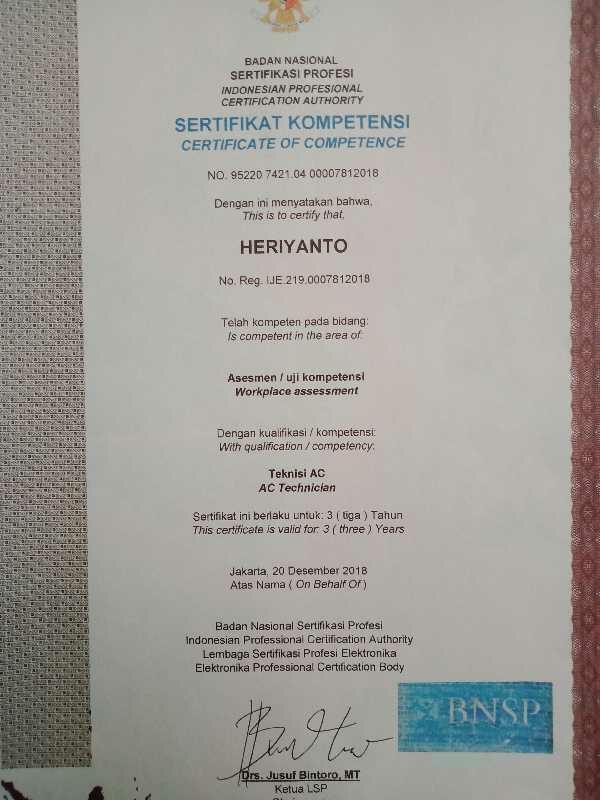 BADAN NASIONAL
SERTIFIKASI PROFESI
INDONESIAN PROFESIONAL
CERTIFICATION AUTHORITY
SERTIFIKAT KOMPETENSI
CERTIFICATE OF COMPETENCE
NO. 95220 7421.04 00007812018
Dengan ini menyatakan bahwa,
This is to certify that,
HERIYANTO
No. Reg. IJE.219.0007812018
Telah kompeten pada bidang:
Is competent in the area of:
Asesmen / uji kompetensi
Workplace assessment
Dengan kualifikasi / kompetensi:
With qualification / competency:
Teknisi AC
AC Technician
Sertifikat ini berlaku untuk: 3 ( tiga ) Tahun
This certificate is valid for: 3 ( three ) Years
Jakarta, 20 Desember 2018
Atas Nama ( On Behalf Of )
Badan Nasional Sertifikasi Profesi
Indonesian Professional Certification Authority
Lembaga Sertifikasi Profesi Elektronika
Elektronika Professional Certification Body
BNSP
Drs. Jusuf Bintoro, MT
Ketua LSP